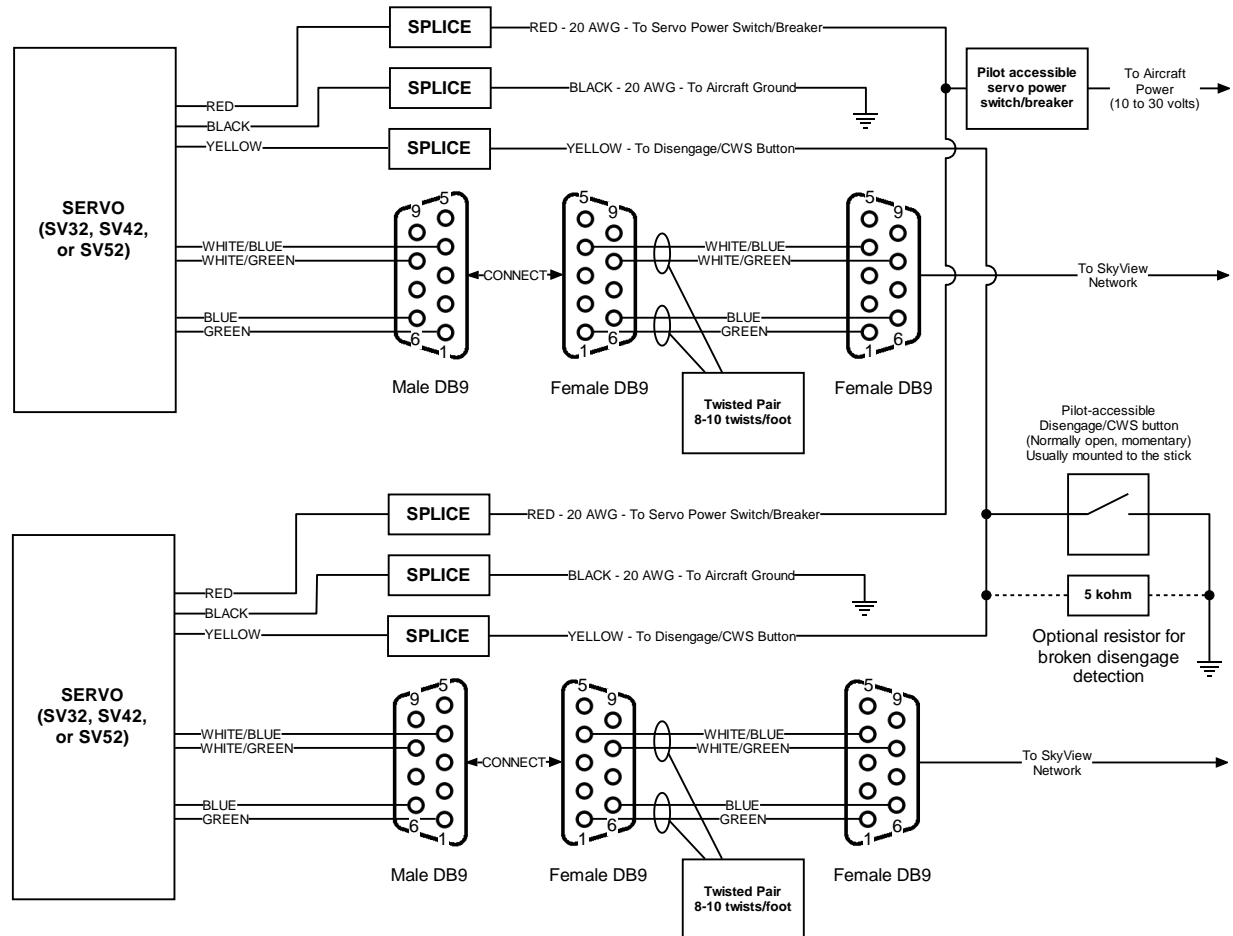 SPLICE
RED - 20 AWG - To Servo Power Switch/Breaker
SPLICE
BLACK - 20 AWG - To Aircraft Ground
SPLICE
YELLOW - To Disengage/CWS Button
Pilot accessible
servo power
switch/breaker
To Aircraft
Power
(10 to 30 volts)
RED
BLACK
YELLOW
SERVO
(SV32, SV42,
or SV52)
WHITE/BLUE
WHITE/GREEN
BLUE
GREEN
5
9
6
1
Male DB9
CONNECT
5
9
6
1
Female DB9
WHITE/BLUE
WHITE/GREEN
BLUE
GREEN
Twisted Pair
8-10 twists/foot
5
9
6
1
Female DB9
To SkyView
Network
Pilot-accessible
Disengage/CWS button
(Normally open, momentary)
Usually mounted to the stick
5 kohm
Optional resistor for
broken disengage
detection
SPLICE
RED - 20 AWG - To Servo Power Switch/Breaker
SPLICE
BLACK - 20 AWG - To Aircraft Ground
SPLICE
YELLOW - To Disengage/CWS Button
RED
BLACK
YELLOW
SERVO
(SV32, SV42,
or SV52)
WHITE/BLUE
WHITE/GREEN
BLUE
GREEN
5
9
6
1
Male DB9
CONNECT
5
9
6
1
Female DB9
WHITE/BLUE
WHITE/GREEN
BLUE
GREEN
Twisted Pair
8-10 twists/foot
5
9
6
1
Female DB9
To SkyView
Network